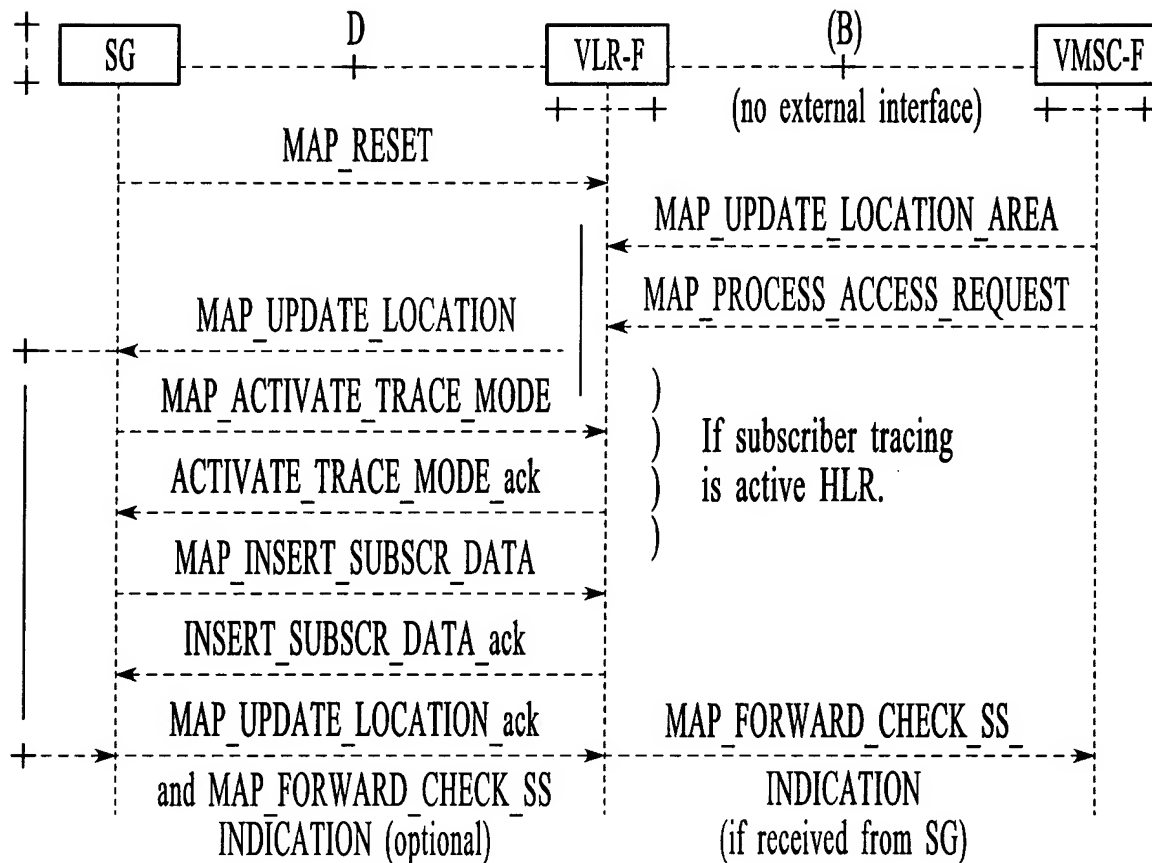 SG D VLR-F (B) VMSC-F
(no external interface)
MAP_RESET
MAP_UPDATE_LOCATION_AREA
MAP_PROCESS_ACCESS_REQUEST
MAP_UPDATE_LOCATION
MAP_ACTIVATE_TRACE_MODE
) If subscriber tracing
) is active HLR.
)
)
ACTIVATE_TRACE_MODE_ack
MAP_INSERT_SUBSCR_DATA
INSERT_SUBSCR_DATA_ack
MAP_UPDATE_LOCATION_ack
and MAP_FORWARD_CHECK_SS
INDICATION (optional)
MAP_FORWARD_CHECK_SS_
INDICATION
(if received from SG)